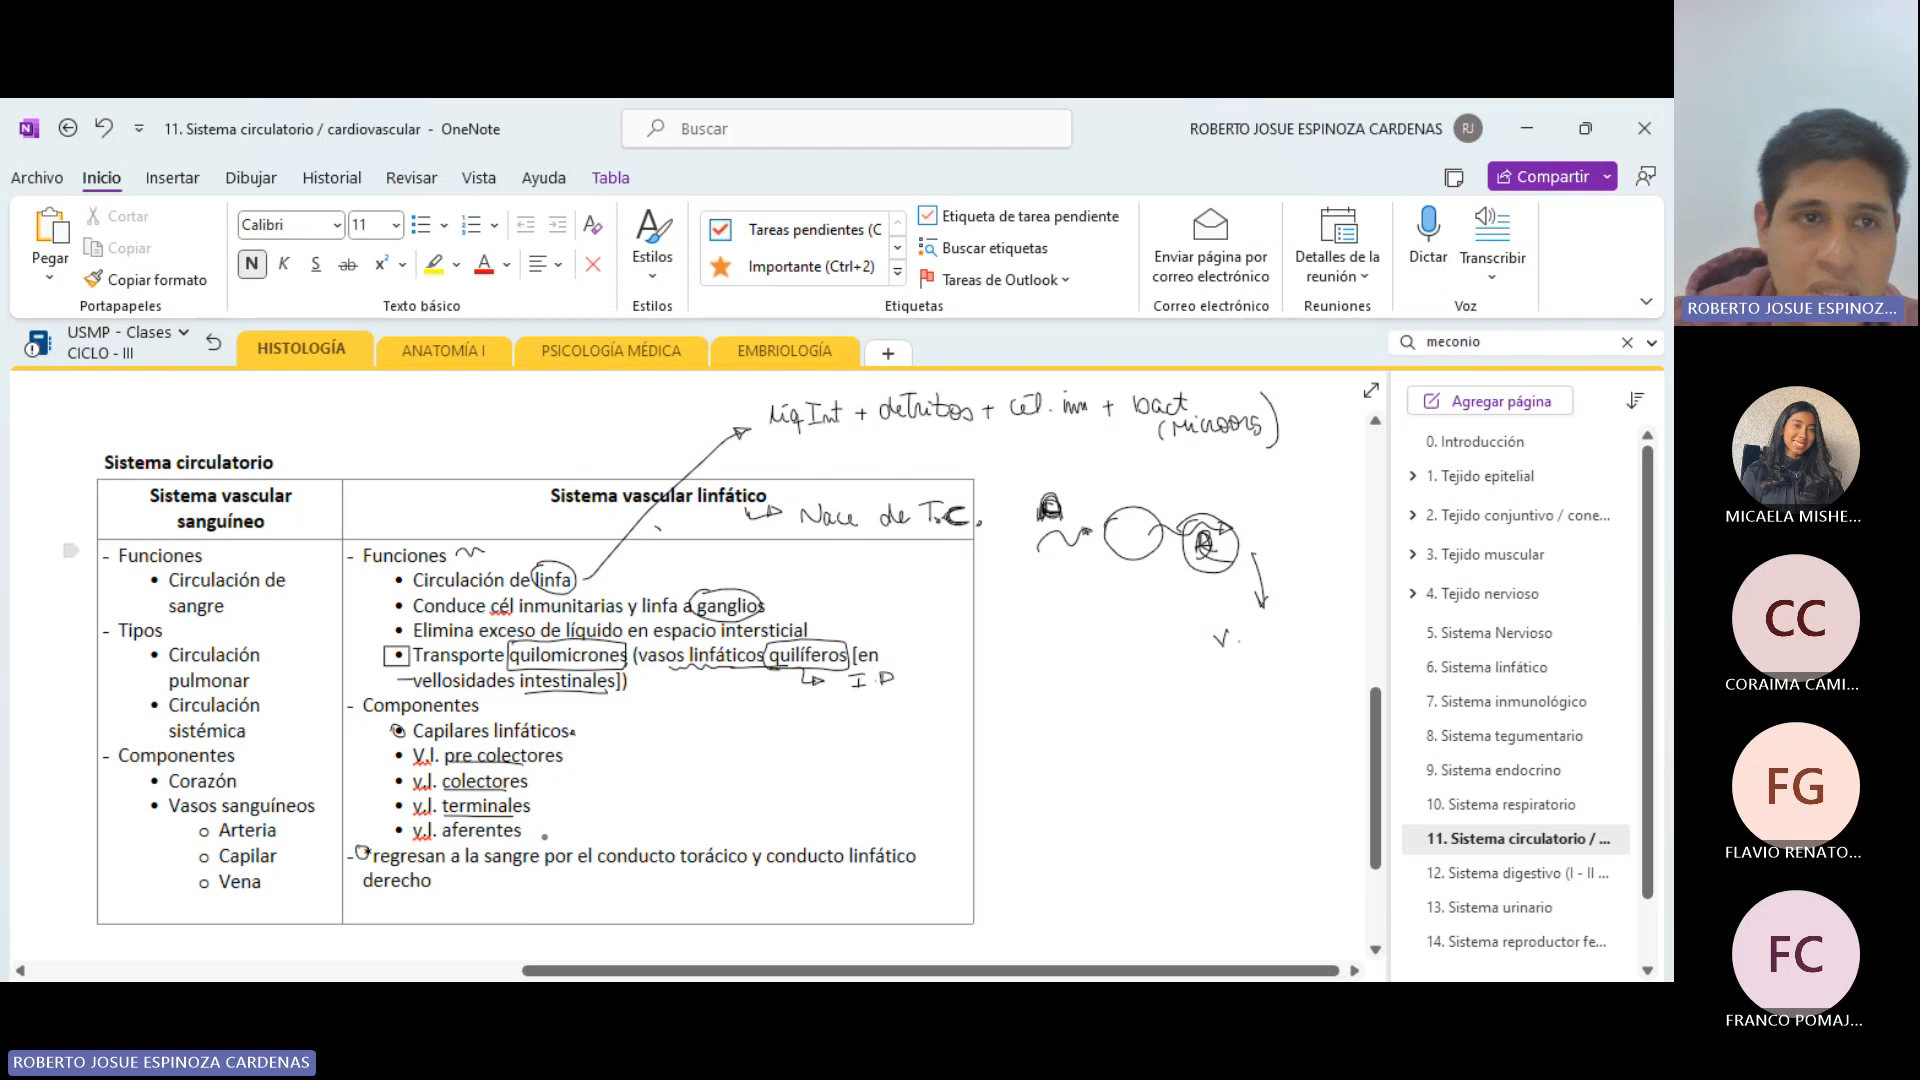 11. Sistema circulatorio / cardiovascular - OneNote
Buscar
ROBERTO JOSUE ESPINOZA CARDENAS
RJ
Archivo
Inicio
Insertar
Dibujar
Historial
Revisar
Vista
Ayuda
Tabla
Compartir
Pegar
Cortar
Copiar
Copiar formato
Portapapeles
Calibri
11
N K S ab x²
A
Texto básico
Estilos
Estilos
Tareas pendientes (C
Importante (Ctrl+2)
Etiqueta de tarea pendiente
Buscar etiquetas
Tareas de Outlook
Etiquetas
Enviar página por
correo electrónico
Correo electrónico
Detalles de la
reunión
Reuniones
Dictar
Transcribir
Voz
USMP - Clases
CICLO - III
HISTOLOGÍA
ANATOMÍA I
PSICOLOGÍA MÉDICA
EMBRIOLOGÍA
+
meconio
liq Int + detritos + cél. inm + bact
(Microors)
Sistema circulatorio
Sistema vascular
sanguíneo
- Funciones
• Circulación de
sangre
- Tipos
• Circulación
pulmonar
• Circulación
sistémica
- Componentes
• Corazón
• Vasos sanguíneos
o Arteria
o Capilar
o Vena
Sistema vascular linfático
Nace de T.C.
- Funciones
• Circulación de linfa
• Conduce cél inmunitarias y linfa a ganglios
• Elimina exceso de líquido en espacio intersticial
• Transporte quilomicrones (vasos linfáticos quilíferos [en
vellosidades intestinales])
I.D
- Componentes
• Capilares linfáticos
• V.l. pre colectores
• v.l. colectores
• v.l. terminales
• v.l. aferentes
- regresan a la sangre por el conducto torácico y conducto linfático
derecho
V.
Agregar página
0. Introducción
1. Tejido epitelial
2. Tejido conjuntivo / cone...
3. Tejido muscular
4. Tejido nervioso
5. Sistema Nervioso
6. Sistema linfático
7. Sistema inmunológico
8. Sistema tegumentario
9. Sistema endocrino
10. Sistema respiratorio
11. Sistema circulatorio / ...
12. Sistema digestivo (I - II ...
13. Sistema urinario
14. Sistema reproductor fe...
ROBERTO JOSUE ESPINOZ...
MICAELA MISHE...
CC
CORAIMA CAMI...
FG
FLAVIO RENATO...
FC
FRANCO POMAJ...
ROBERTO JOSUE ESPINOZA CARDENAS